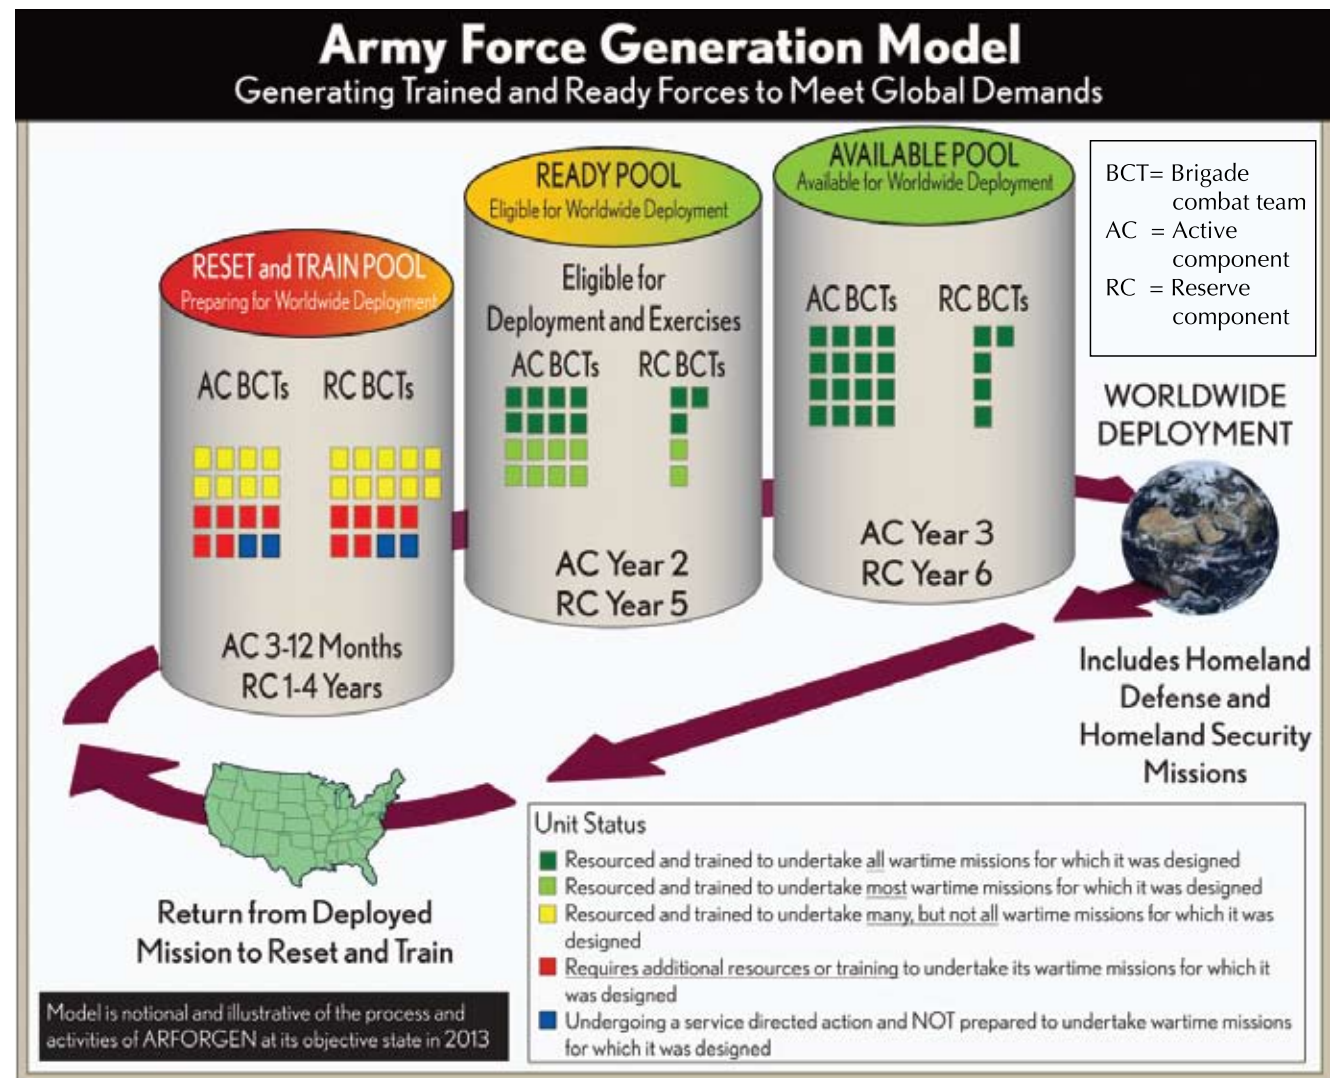 Army Force Generation Model
Generating Trained and Ready Forces to Meet Global Demands
RESET and TRAIN POOL
Preparing for Worldwide Deployment
AC BCTs RC BCTs
AC 3-12 Months
RC 1-4 Years
READY POOL
Eligible for Worldwide Deployment
Eligible for
Deployment and Exercises
AC BCTs RC BCTs
AC Year 2
RC Year 5
AVAILABLE POOL
Available for Worldwide Deployment
AC BCTs RC BCTs
AC Year 3
RC Year 6
BCT= Brigade
combat team
AC = Active
component
RC = Reserve
component
WORLDWIDE
DEPLOYMENT
Includes Homeland
Defense and
Homeland Security
Missions
Return from Deployed
Mission to Reset and Train
Model is notional and illustrative of the process and
activities of ARFORGEN at its objective state in 2013
Unit Status
Resourced and trained to undertake all wartime missions for which it was designed
Resourced and trained to undertake most wartime missions for which it was designed
Resourced and trained to undertake many, but not all wartime missions for which it was
designed
Requires additional resources or training to undertake its wartime missions for which it
was designed
Undergoing a service directed action and NOT prepared to undertake wartime missions
for which it was designed